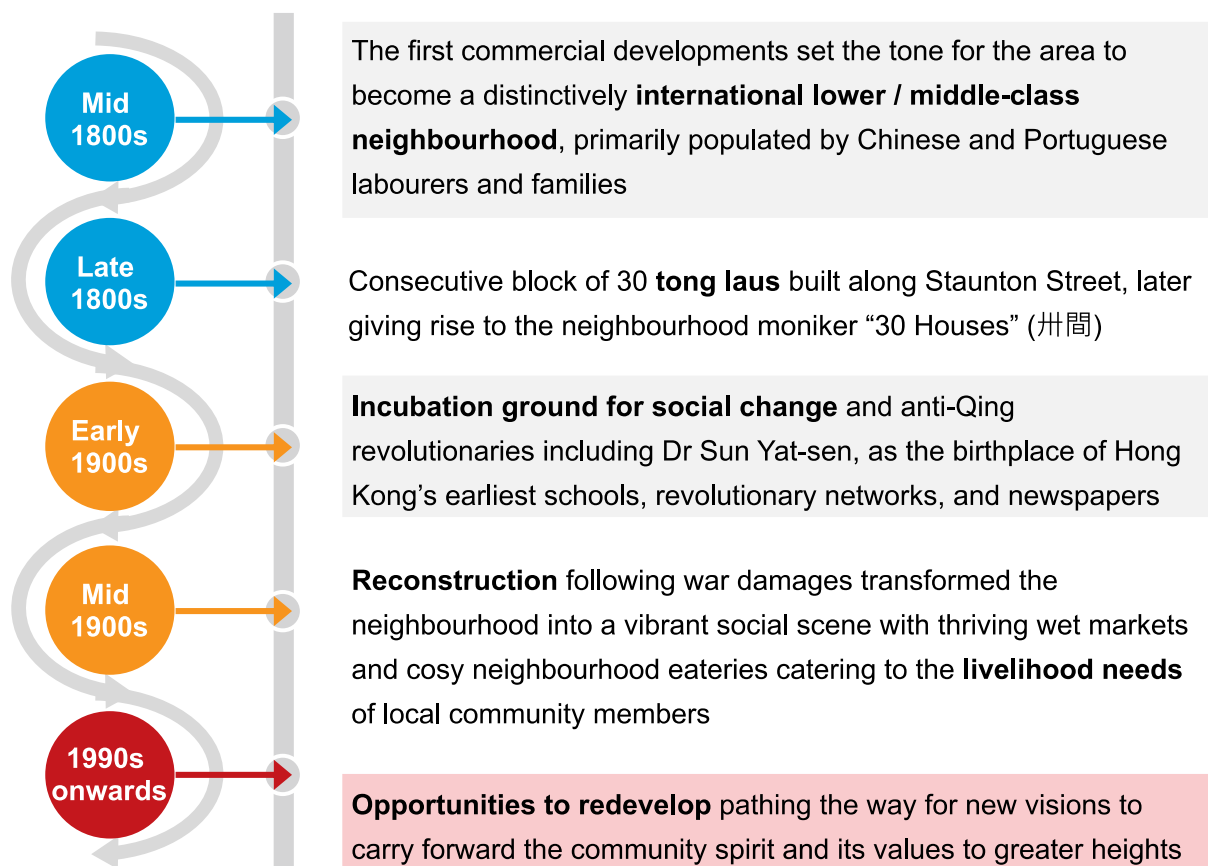 Mid
1800s
The first commercial developments set the tone for the area to
become a distinctively international lower / middle-class
neighbourhood, primarily populated by Chinese and Portuguese
labourers and families
Late
1800s
Consecutive block of 30 tong laus built along Staunton Street, later
giving rise to the neighbourhood moniker “30 Houses” (卅間)
Early
1900s
Incubation ground for social change and anti-Qing
revolutionaries including Dr Sun Yat-sen, as the birthplace of Hong
Kong’s earliest schools, revolutionary networks, and newspapers
Mid
1900s
Reconstruction following war damages transformed the
neighbourhood into a vibrant social scene with thriving wet markets
and cosy neighbourhood eateries catering to the livelihood needs
of local community members
1990s
onwards
Opportunities to redevelop pathing the way for new visions to
carry forward the community spirit and its values to greater heights